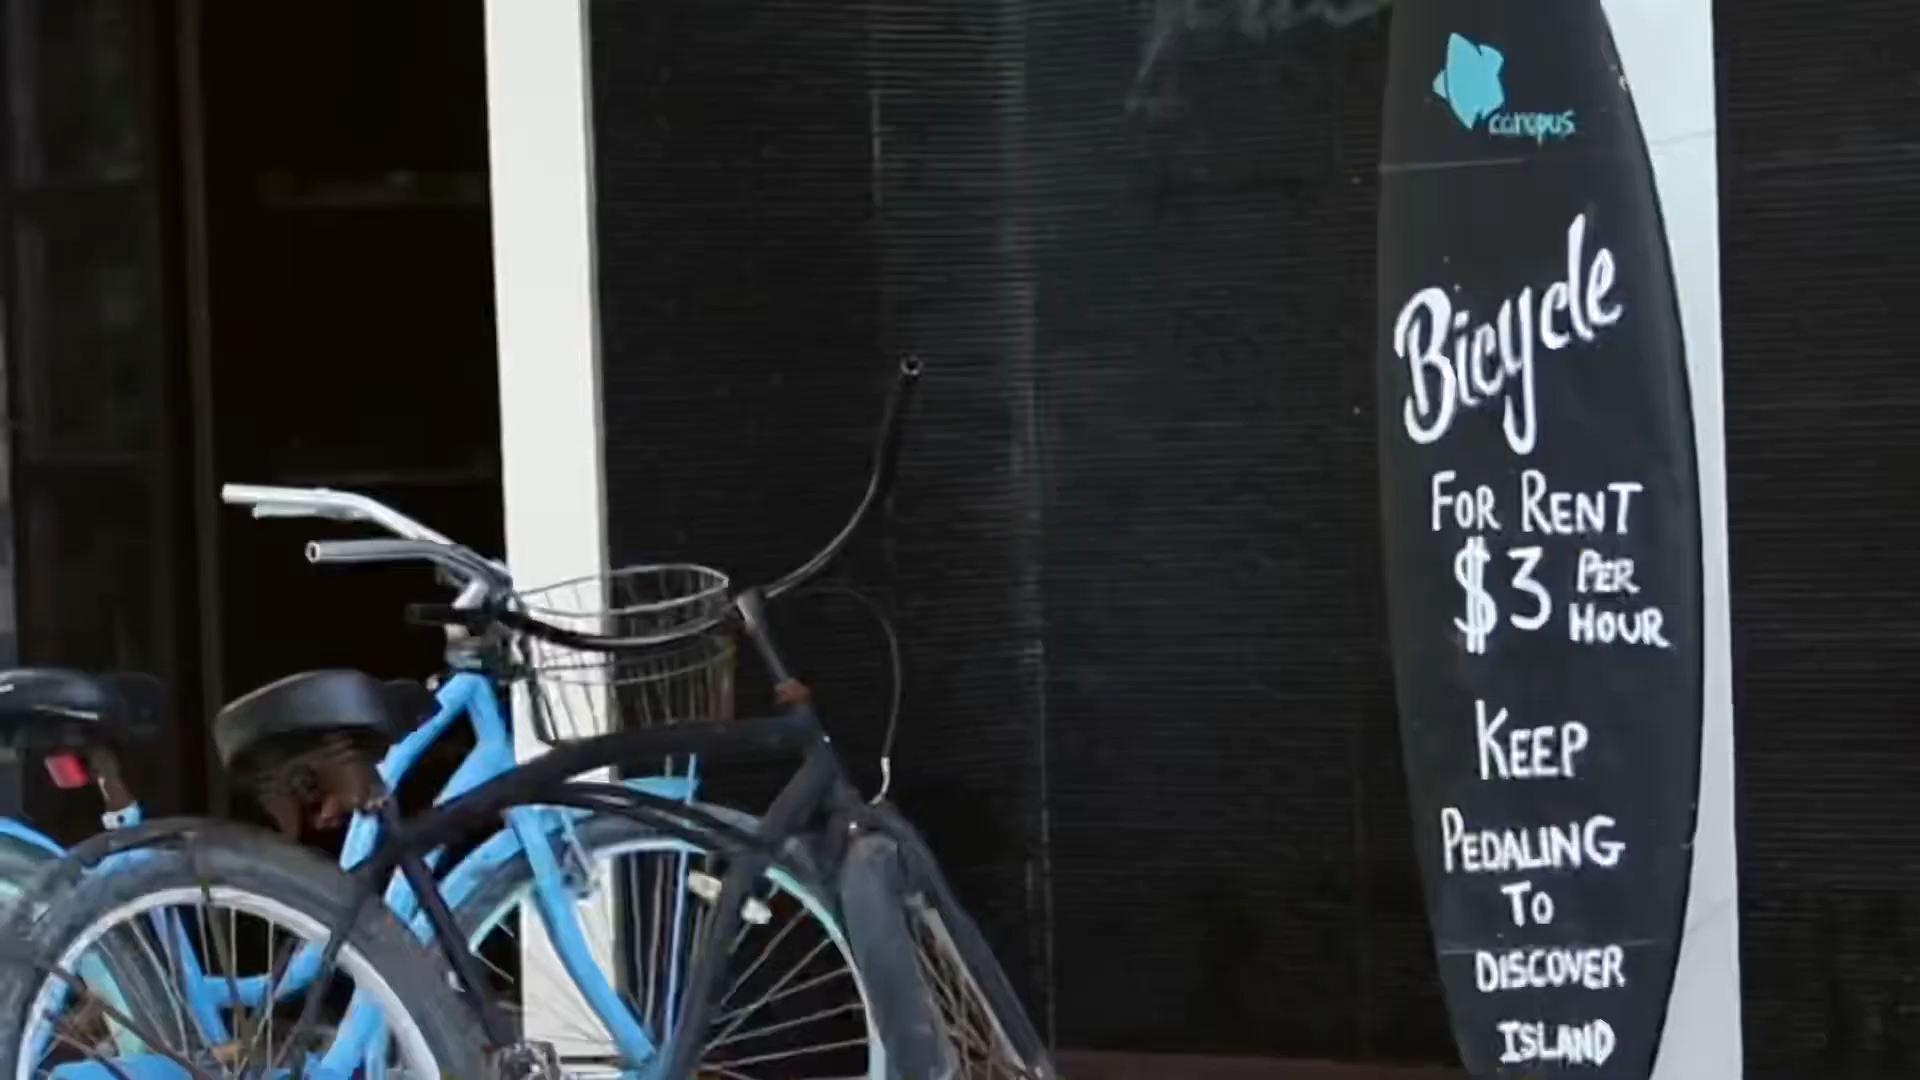 canopus
Bicycle
FOR RENT
$3 PER
HOUR
KEEP
PEDALING
TO
DISCOVER
ISLAND